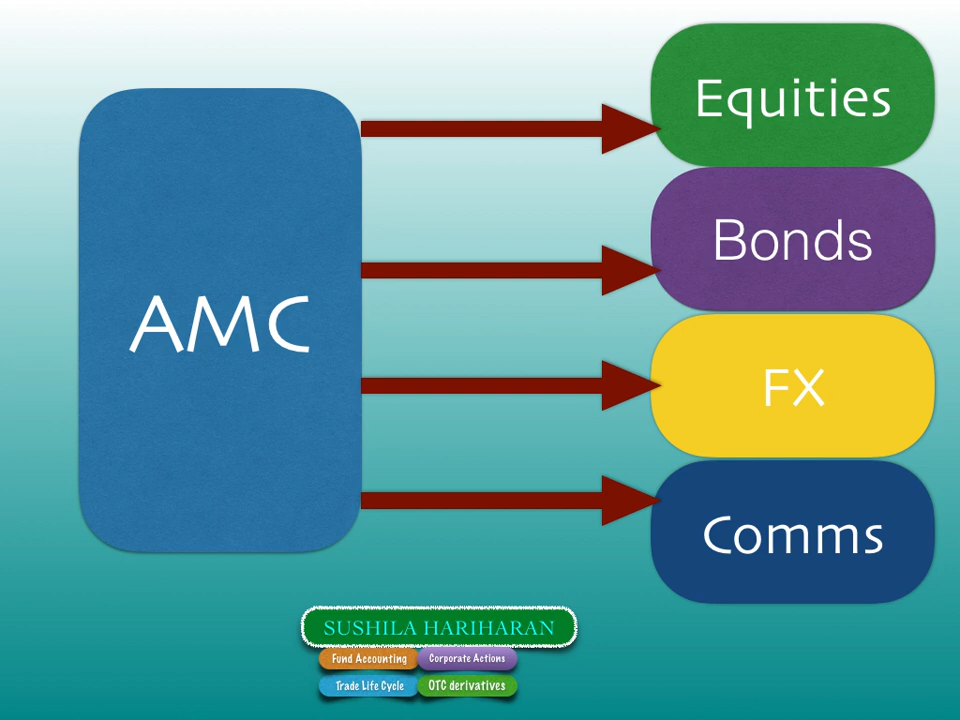 AMC
Equities
Bonds
FX
Comms
SUSHILA HARIHARAN
Fund Accounting
Corporate Actions
Trade Life Cycle
OTC derivatives